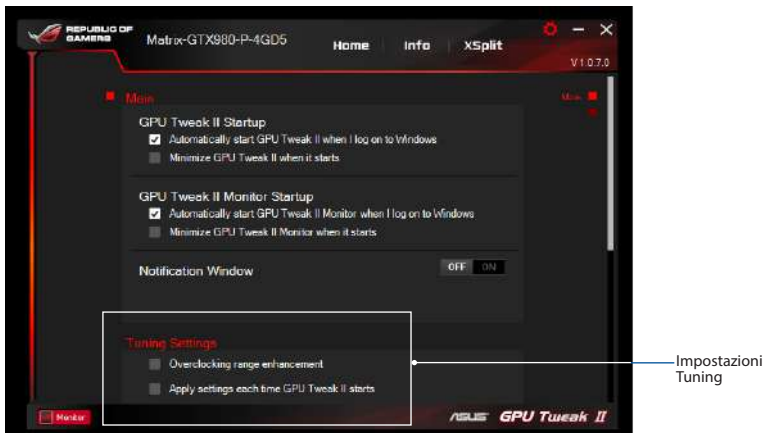 REPUBLIC OF
GAMERS
Matrix-GTX980-P-4GD5
Home
Info
XSplit
V1.0.7.0
Main
Main
GPU Tweak II Startup
Automatically start GPU Tweak II when I log on to Windows
Minimize GPU Tweak II when it starts
GPU Tweak II Monitor Startup
Automatically start GPU Tweak II Monitor when I log on to Windows
Minimize GPU Tweak II Monitor when it starts
Notification Window
OFF ON
Tuning Settings
Overclocking range enhancement
Apply settings each time GPU Tweak II starts
Impostazioni
Tuning
Monitor
ASUS GPU Tweak II